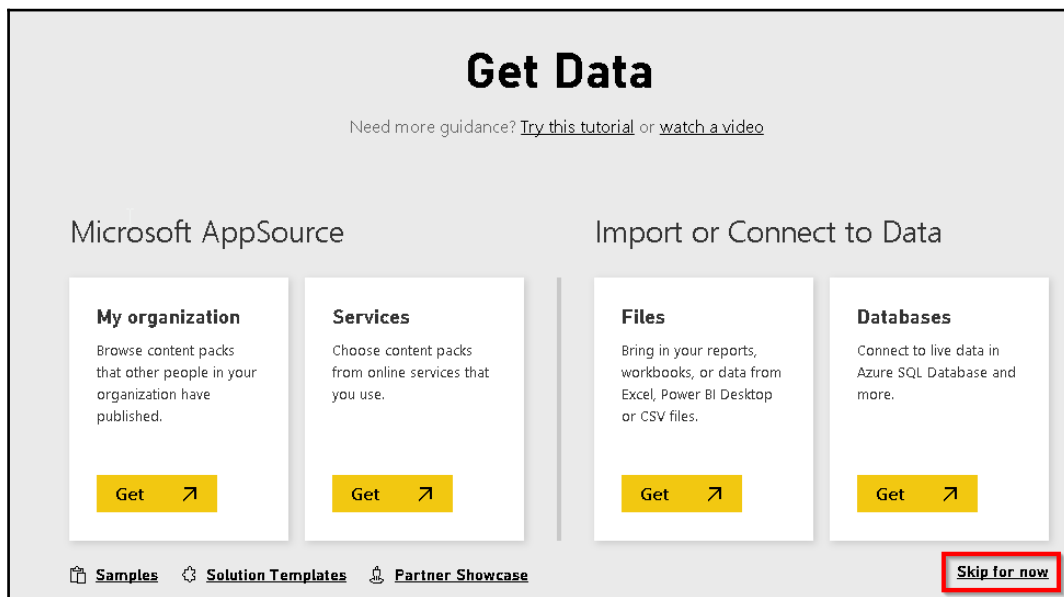 Get Data
Need more guidance? Try this tutorial or watch a video
Microsoft AppSource
Import or Connect to Data
My organization
Browse content packs
that other people in your
organization have
published.
Get
Services
Choose content packs
from online services that
you use.
Get
Files
Bring in your reports,
workbooks, or data from
Excel, Power BI Desktop
or CSV files.
Get
Databases
Connect to live data in
Azure SQL Database and
more.
Get
Samples
Solution Templates
Partner Showcase
Skip for now